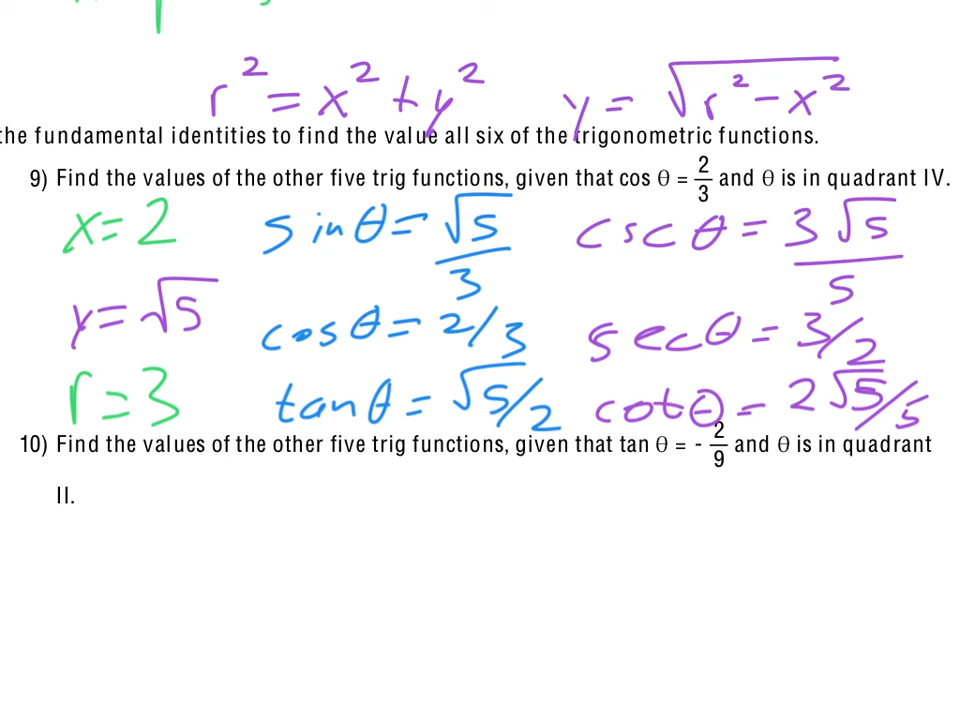 r² = x² + y² y = √r² - x²
the fundamental identities to find the value all six of the trigonometric functions.
9) Find the values of the other five trig functions, given that cos θ = 2/3 and θ is in quadrant IV.
x = 2 sin θ = √5/3 csc θ = 3√5/5
y = √5 cos θ = 2/3 sec θ = 3/2
r = 3 tan θ = √5/2 cot θ = 2√5/5
10) Find the values of the other five trig functions, given that tan θ = - 2/9 and θ is in quadrant
II.